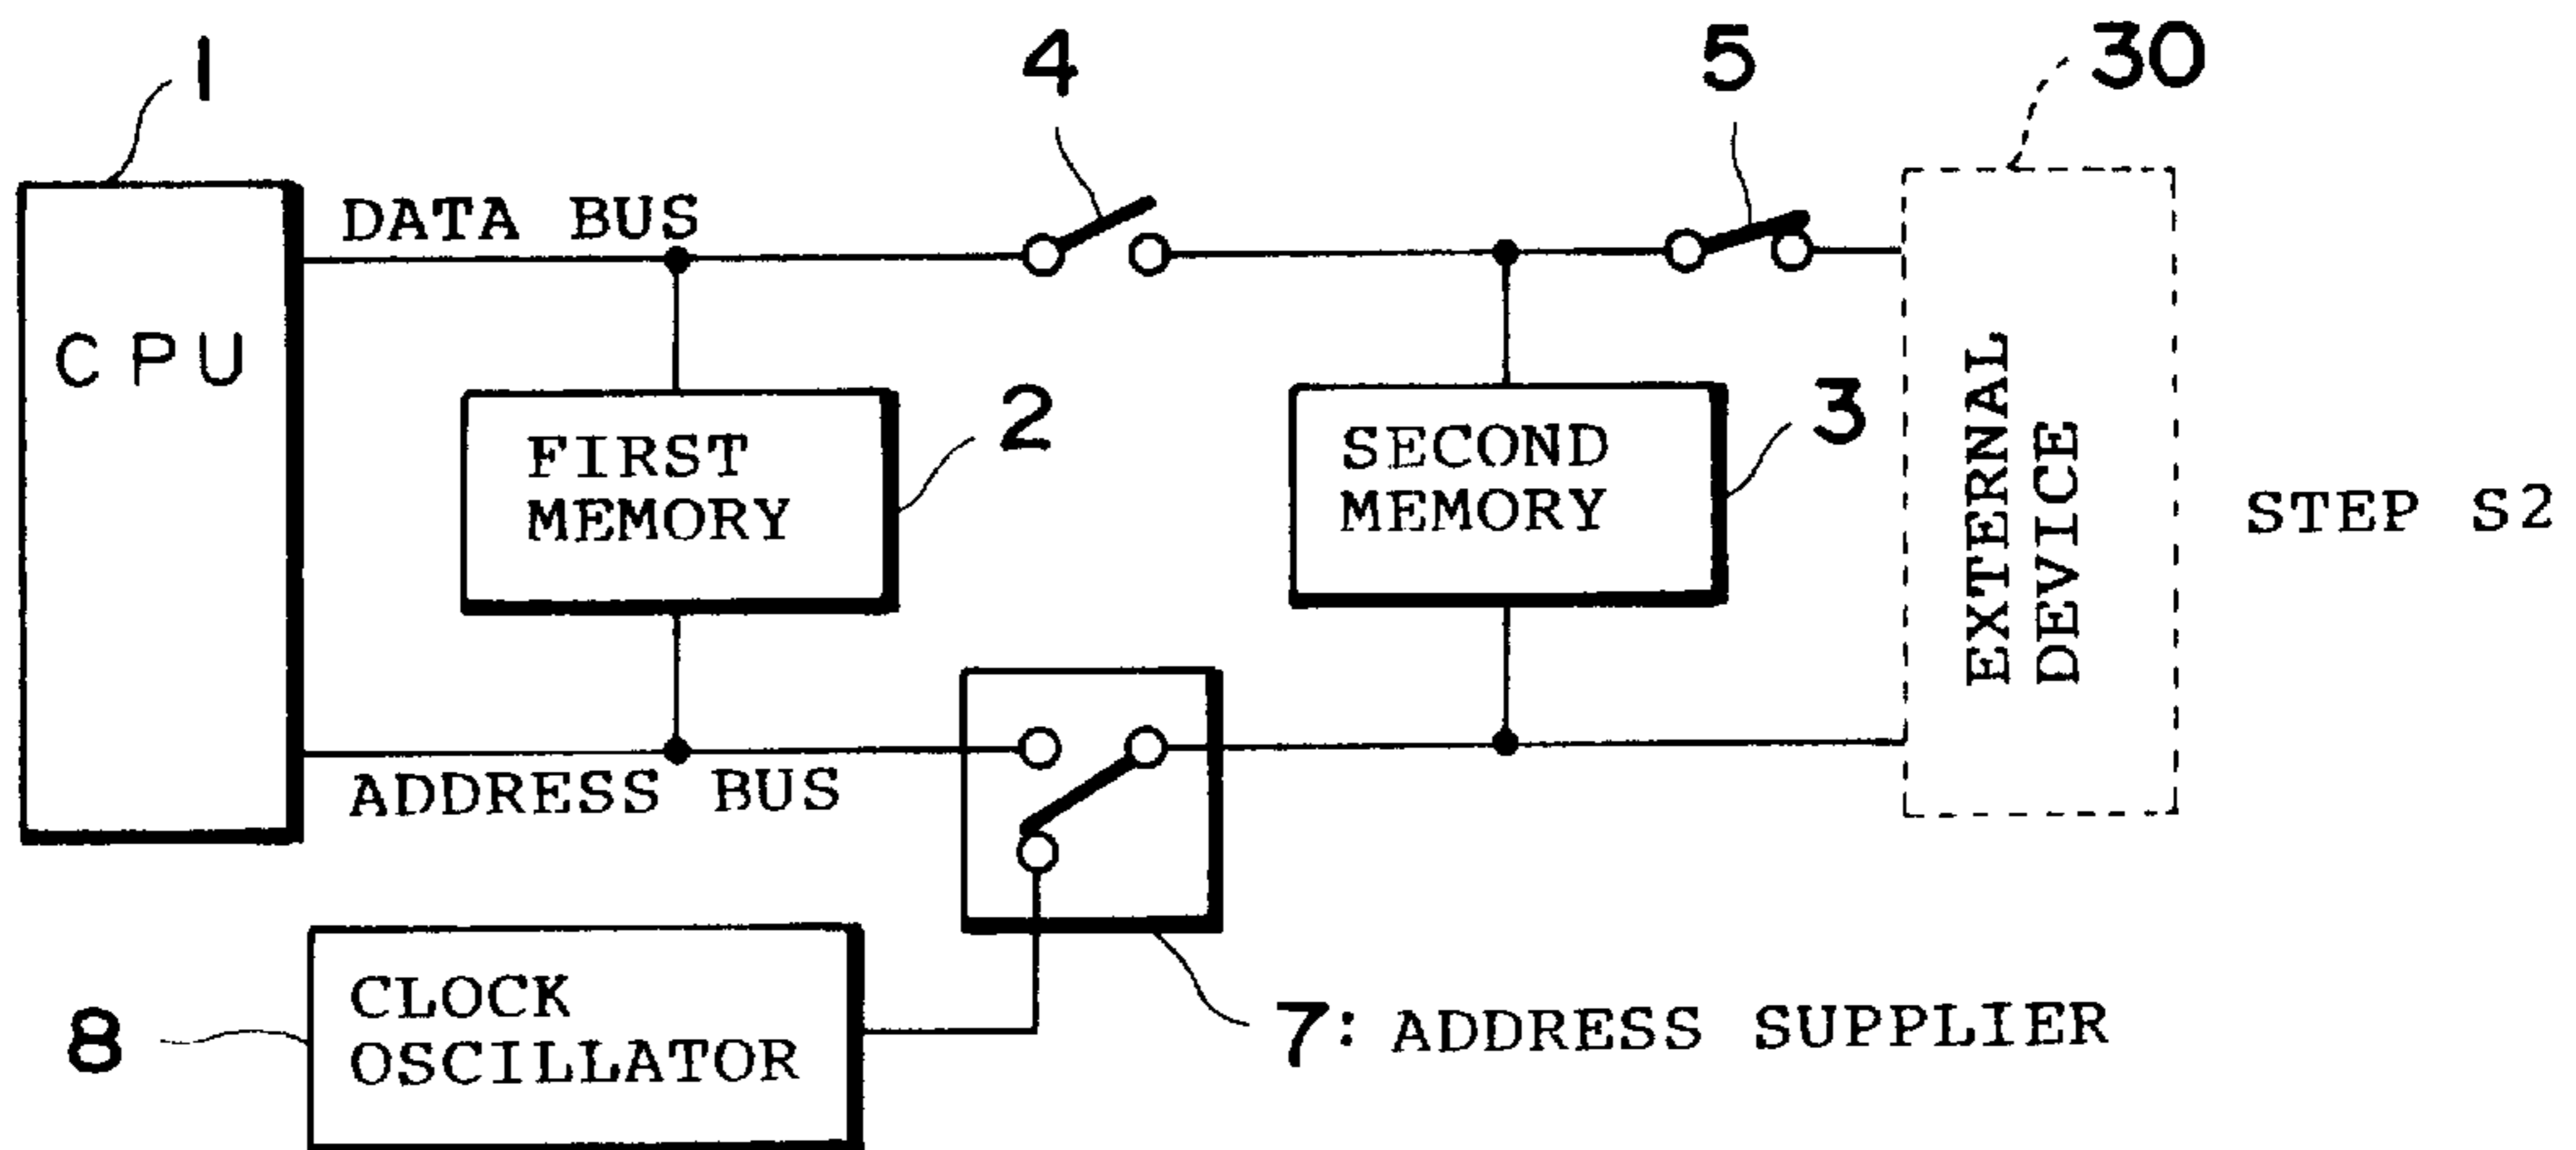 1
4
5
30
DATA BUS
CPU
FIRST
MEMORY
2
SECOND
MEMORY
3
EXTERNAL
DEVICE
STEP S2
ADDRESS BUS
CLOCK
OSCILLATOR
8
7: ADDRESS SUPPLIER